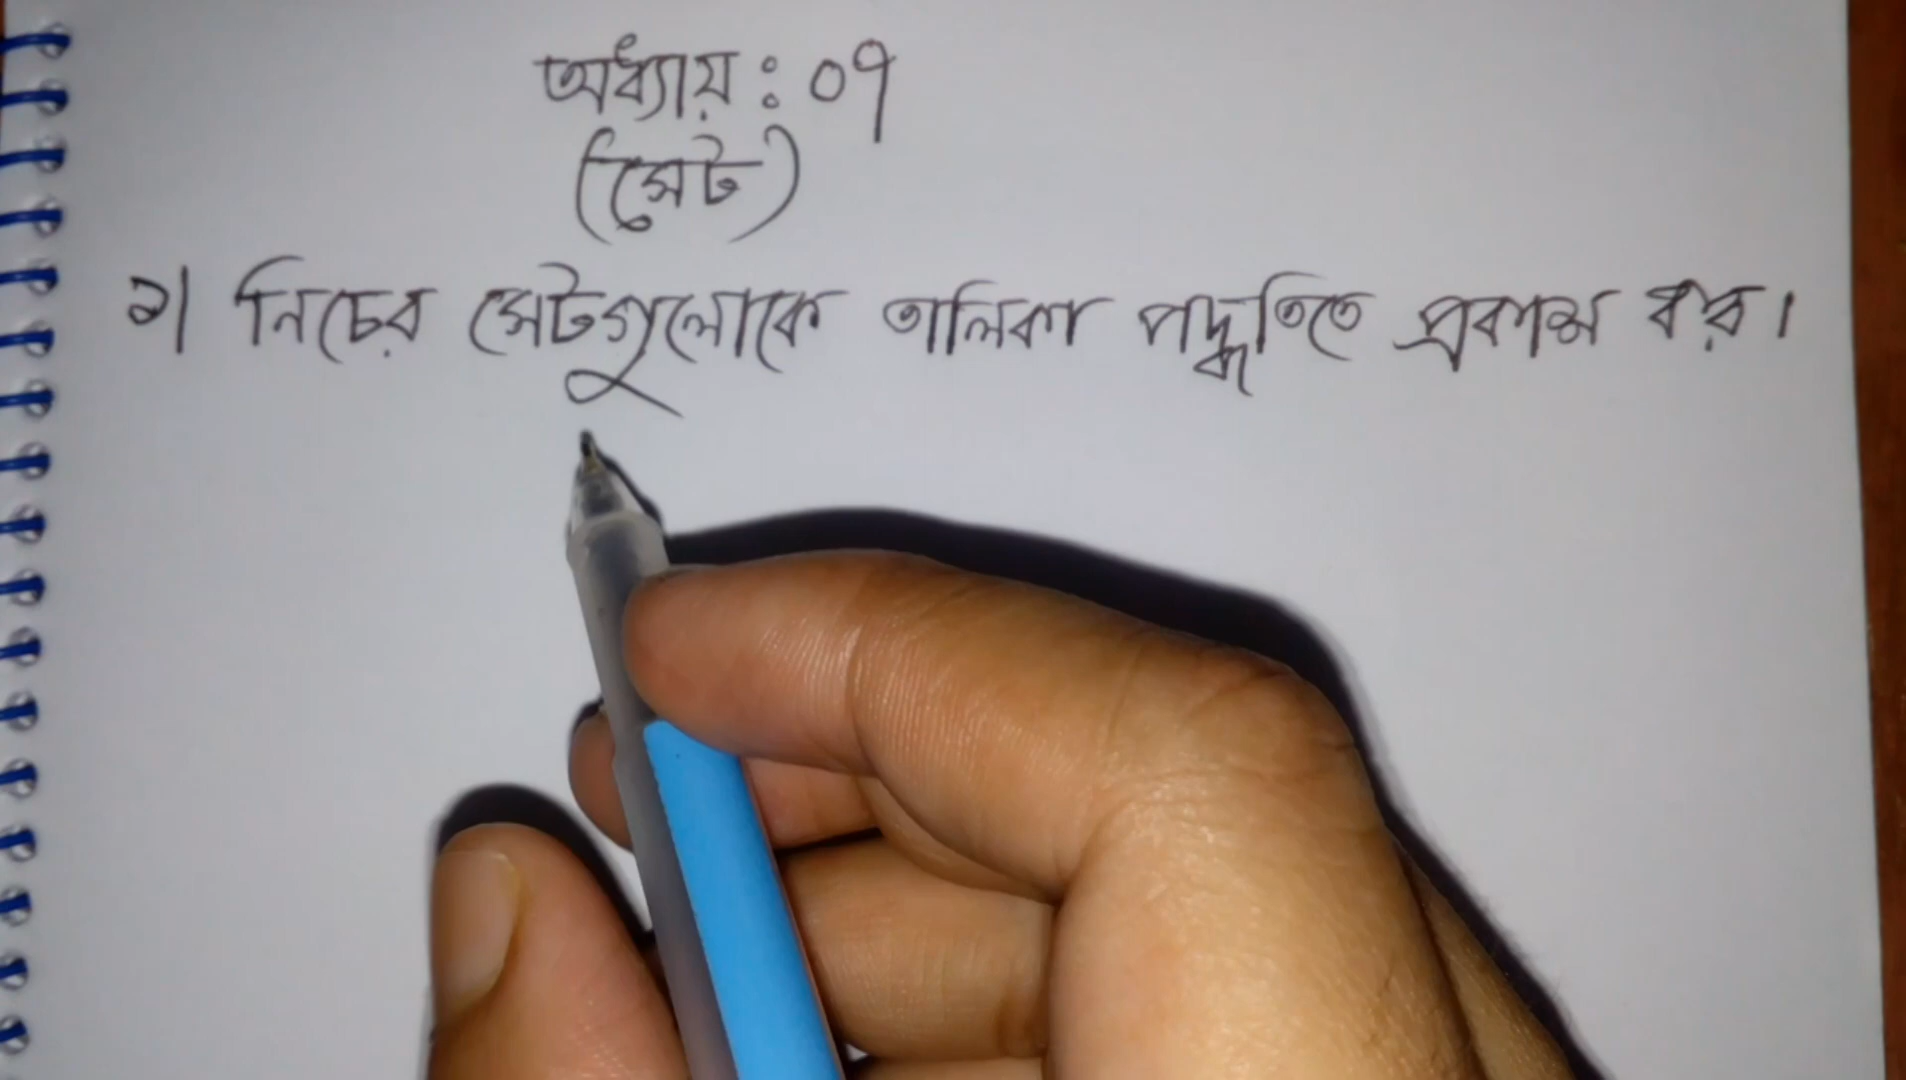 অধ্যায় : ০৭
(সেট)
১। নিচের সেটগুলোকে তালিকা পদ্ধতিতে প্রকাশ কর।